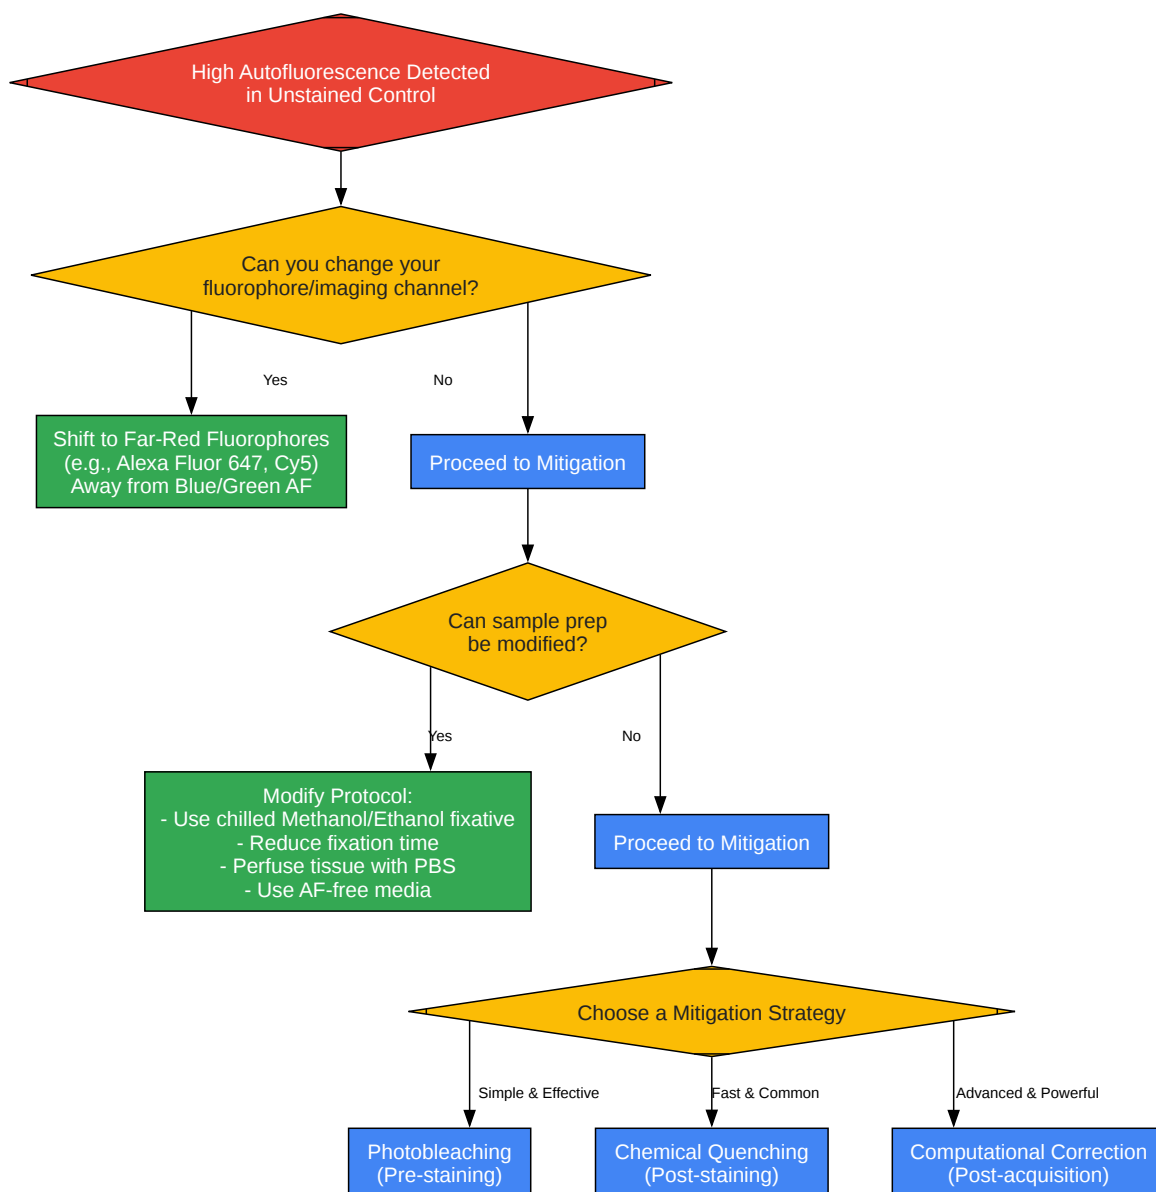 High Autofluorescence Detected
in Unstained Control
Can you change your
fluorophore/imaging channel?
Yes
No
Shift to Far-Red Fluorophores
(e.g., Alexa Fluor 647, Cy5)
Away from Blue/Green AF
Proceed to Mitigation
Can sample prep
be modified?
Yes
No
Modify Protocol:
- Use chilled Methanol/Ethanol fixative
- Reduce fixation time
- Perfuse tissue with PBS
- Use AF-free media
Proceed to Mitigation
Choose a Mitigation Strategy
Simple & Effective
Fast & Common
Advanced & Powerful
Photobleaching
(Pre-staining)
Chemical Quenching
(Post-staining)
Computational Correction
(Post-acquisition)